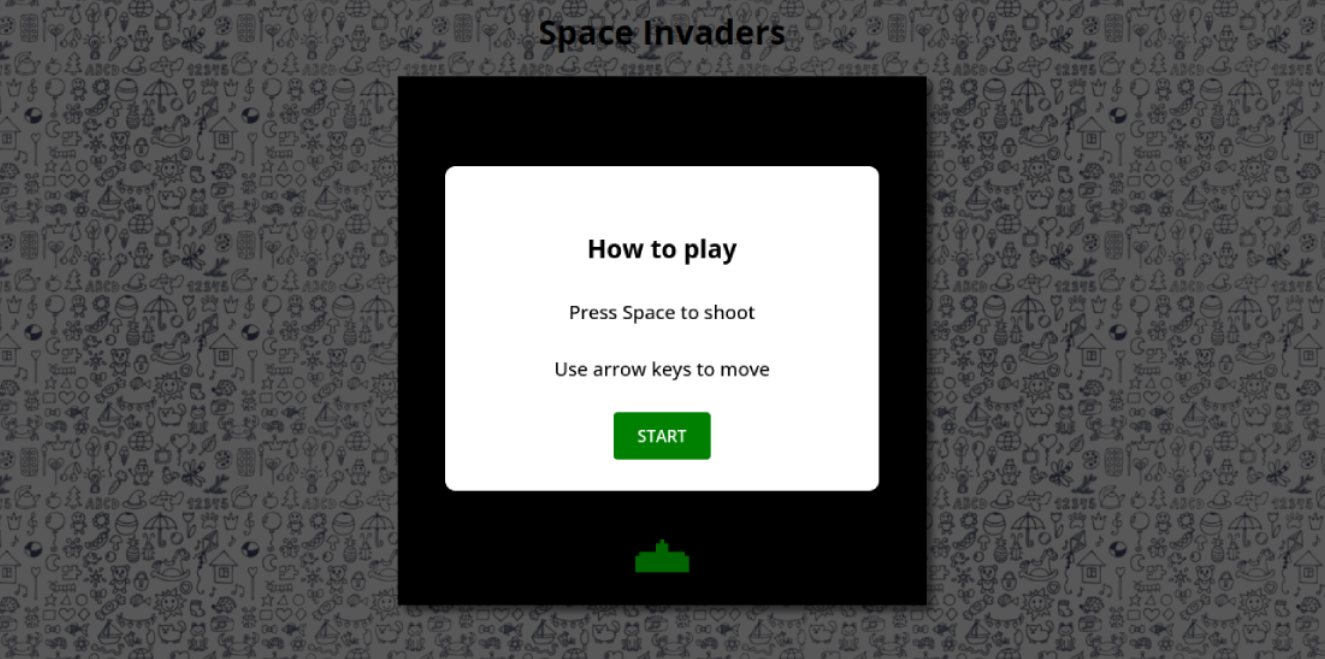 Space Invaders
How to play
Press Space to shoot
Use arrow keys to move
START